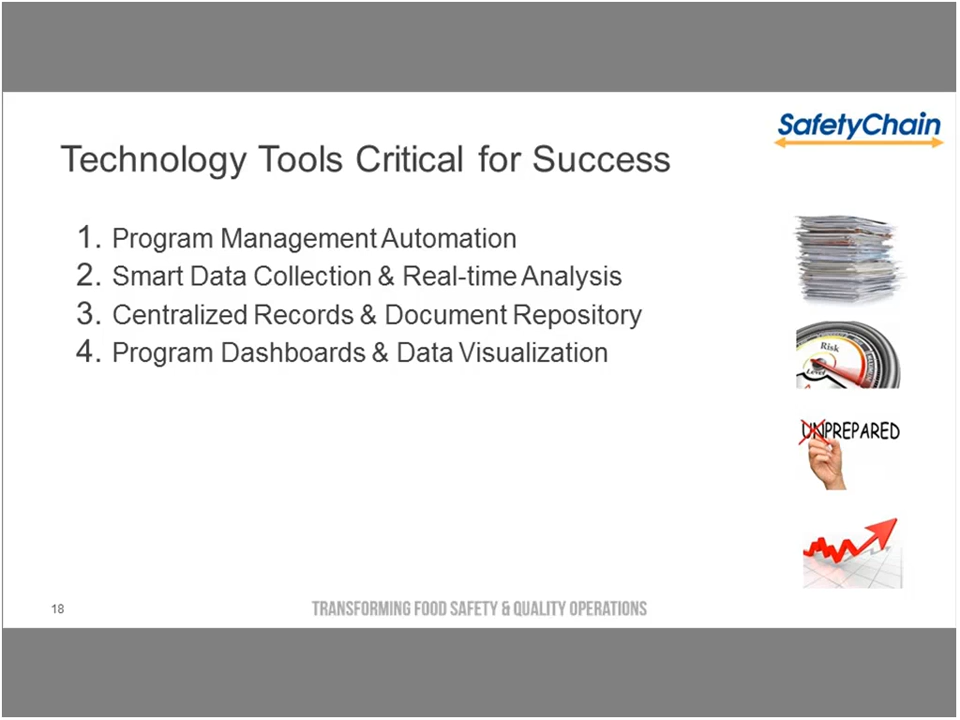 SafetyChain
Technology Tools Critical for Success
1. Program Management Automation
2. Smart Data Collection & Real-time Analysis
3. Centralized Records & Document Repository
4. Program Dashboards & Data Visualization
Risk
Level
UNPREPARED
18
TRANSFORMING FOOD SAFETY & QUALITY OPERATIONS